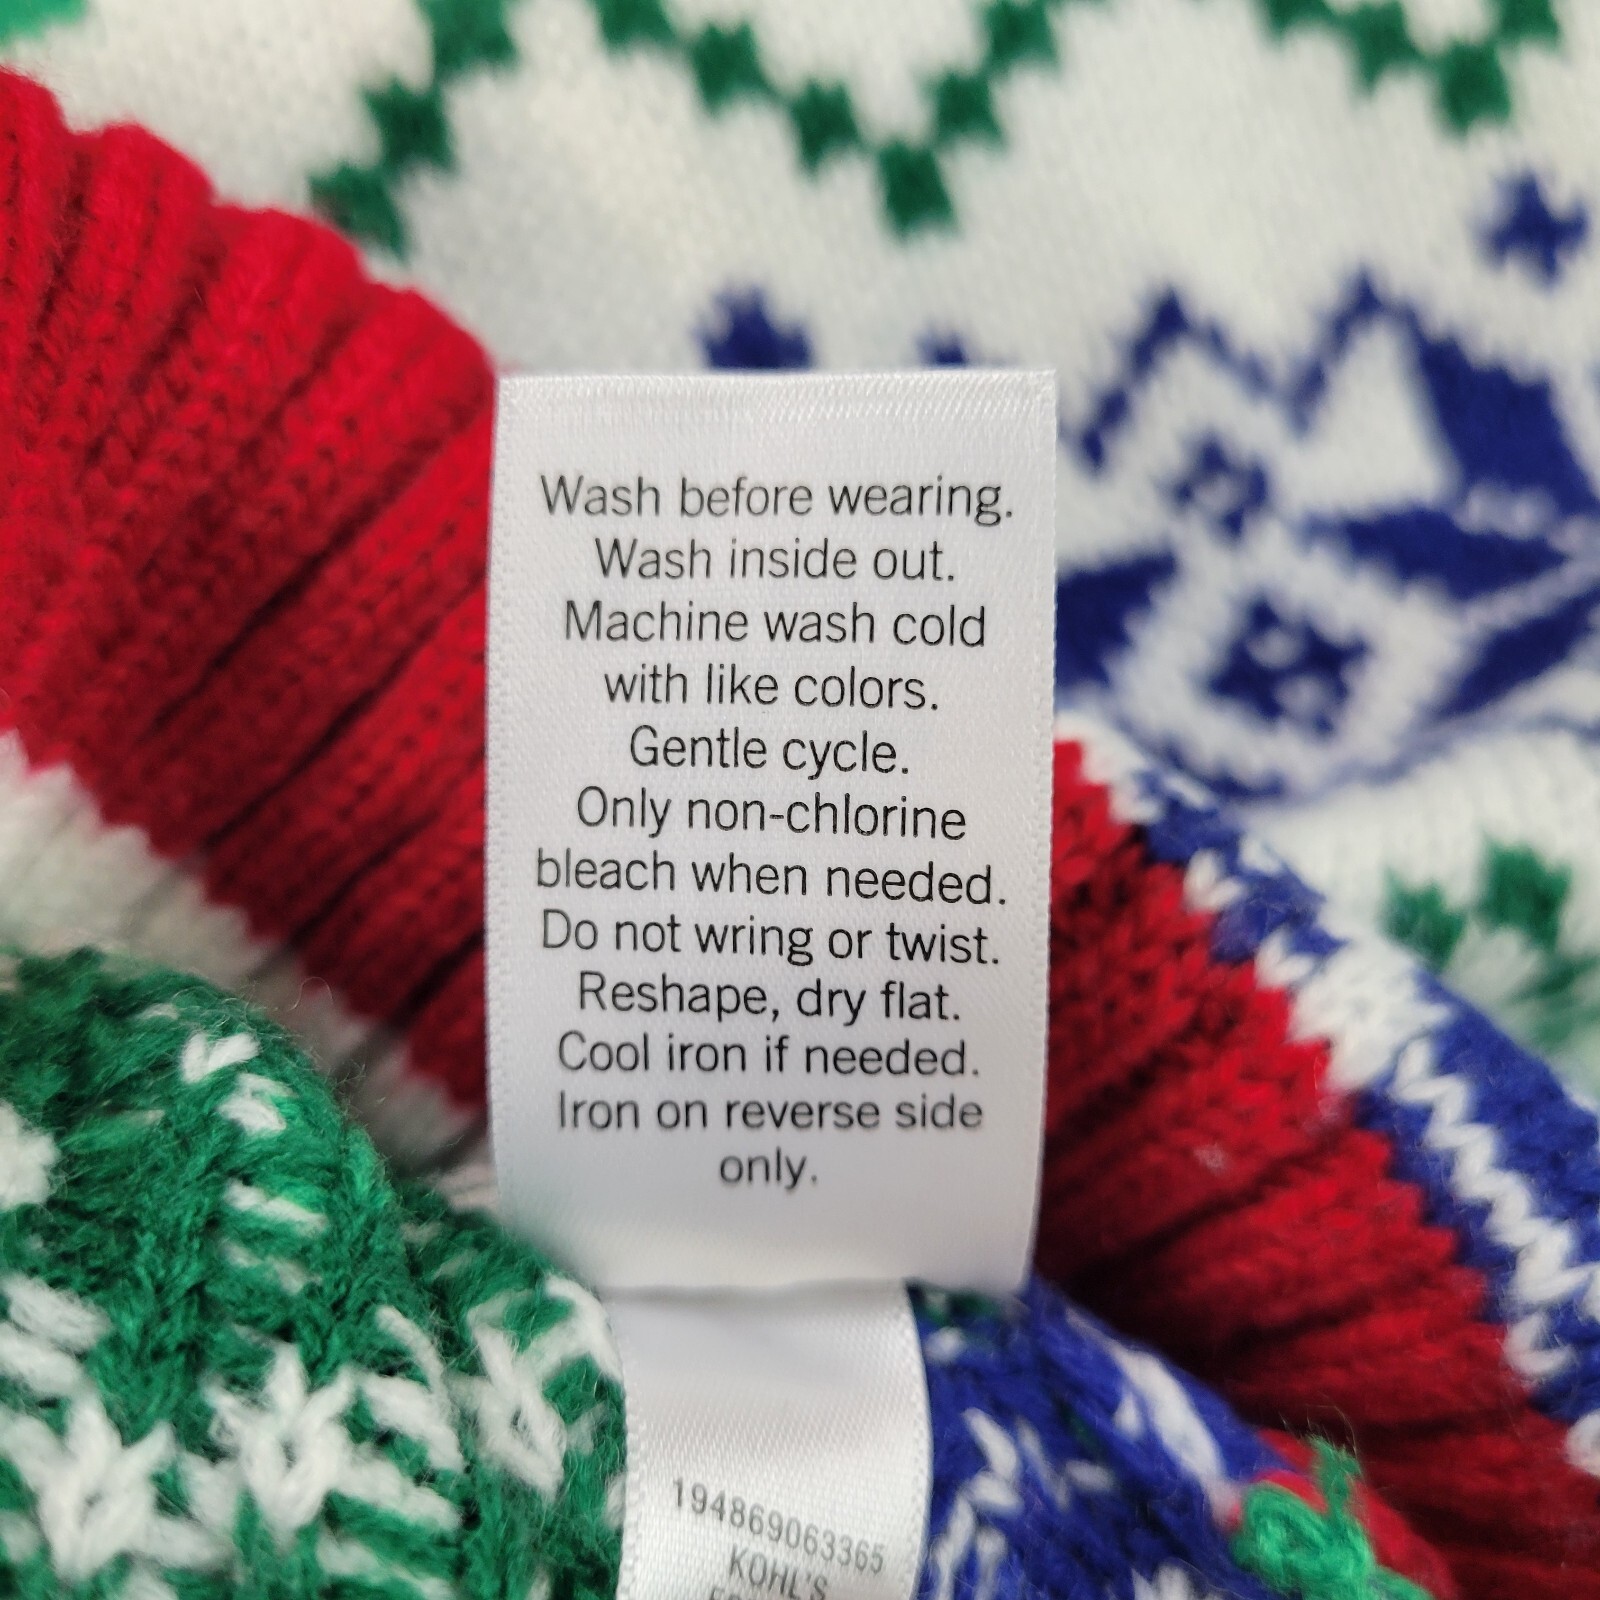 Wash before wearing.
Wash inside out.
Machine wash cold
with like colors.
Gentle cycle.
Only non-chlorine
bleach when needed.
Do not wring or twist.
Reshape, dry flat.
Cool iron if needed.
Iron on reverse side
only.
194869063365
KOHL'S